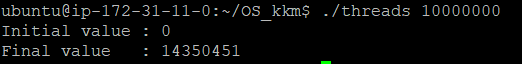 ubuntu@ip-172-31-11-0:~/OS_kkm$ ./threads 10000000
Initial value : 0
Final value   : 14350451